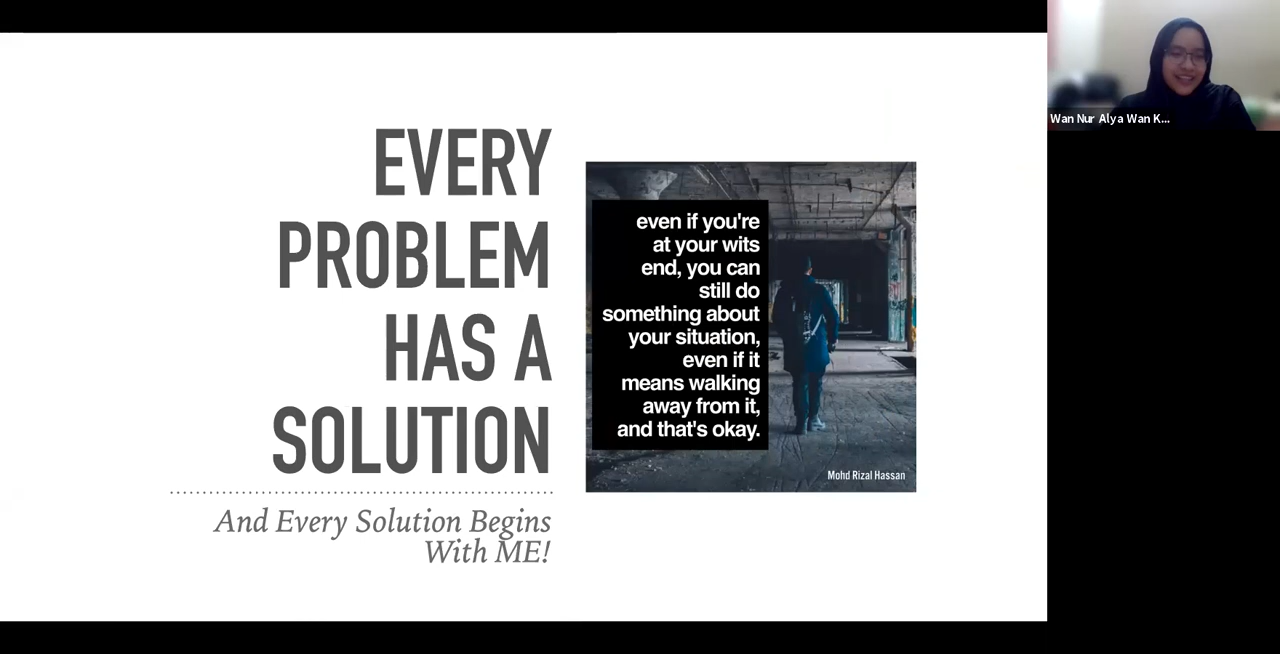 EVERY
PROBLEM
HAS A
SOLUTION
And Every Solution Begins
With ME!
even if you're
at your wits
end, you can
still do
something about
your situation,
even if it
means walking
away from it,
and that's okay.
Mohd Rizal Hassan
Wan Nur Alya Wan K...